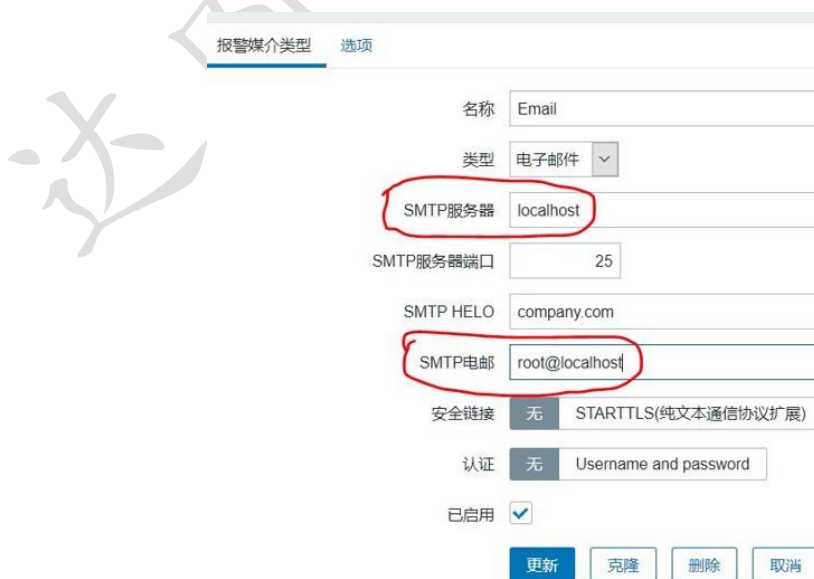 报警媒介类型 选项
名称 Email
类型 电子邮件
SMTP服务器 localhost
SMTP服务器端口 25
SMTP HELO company.com
SMTP电邮 root@localhost
安全链接 无 STARTTLS(纯文本通信协议扩展)
认证 无 Username and password
已启用
更新 克隆 删除 取消
达